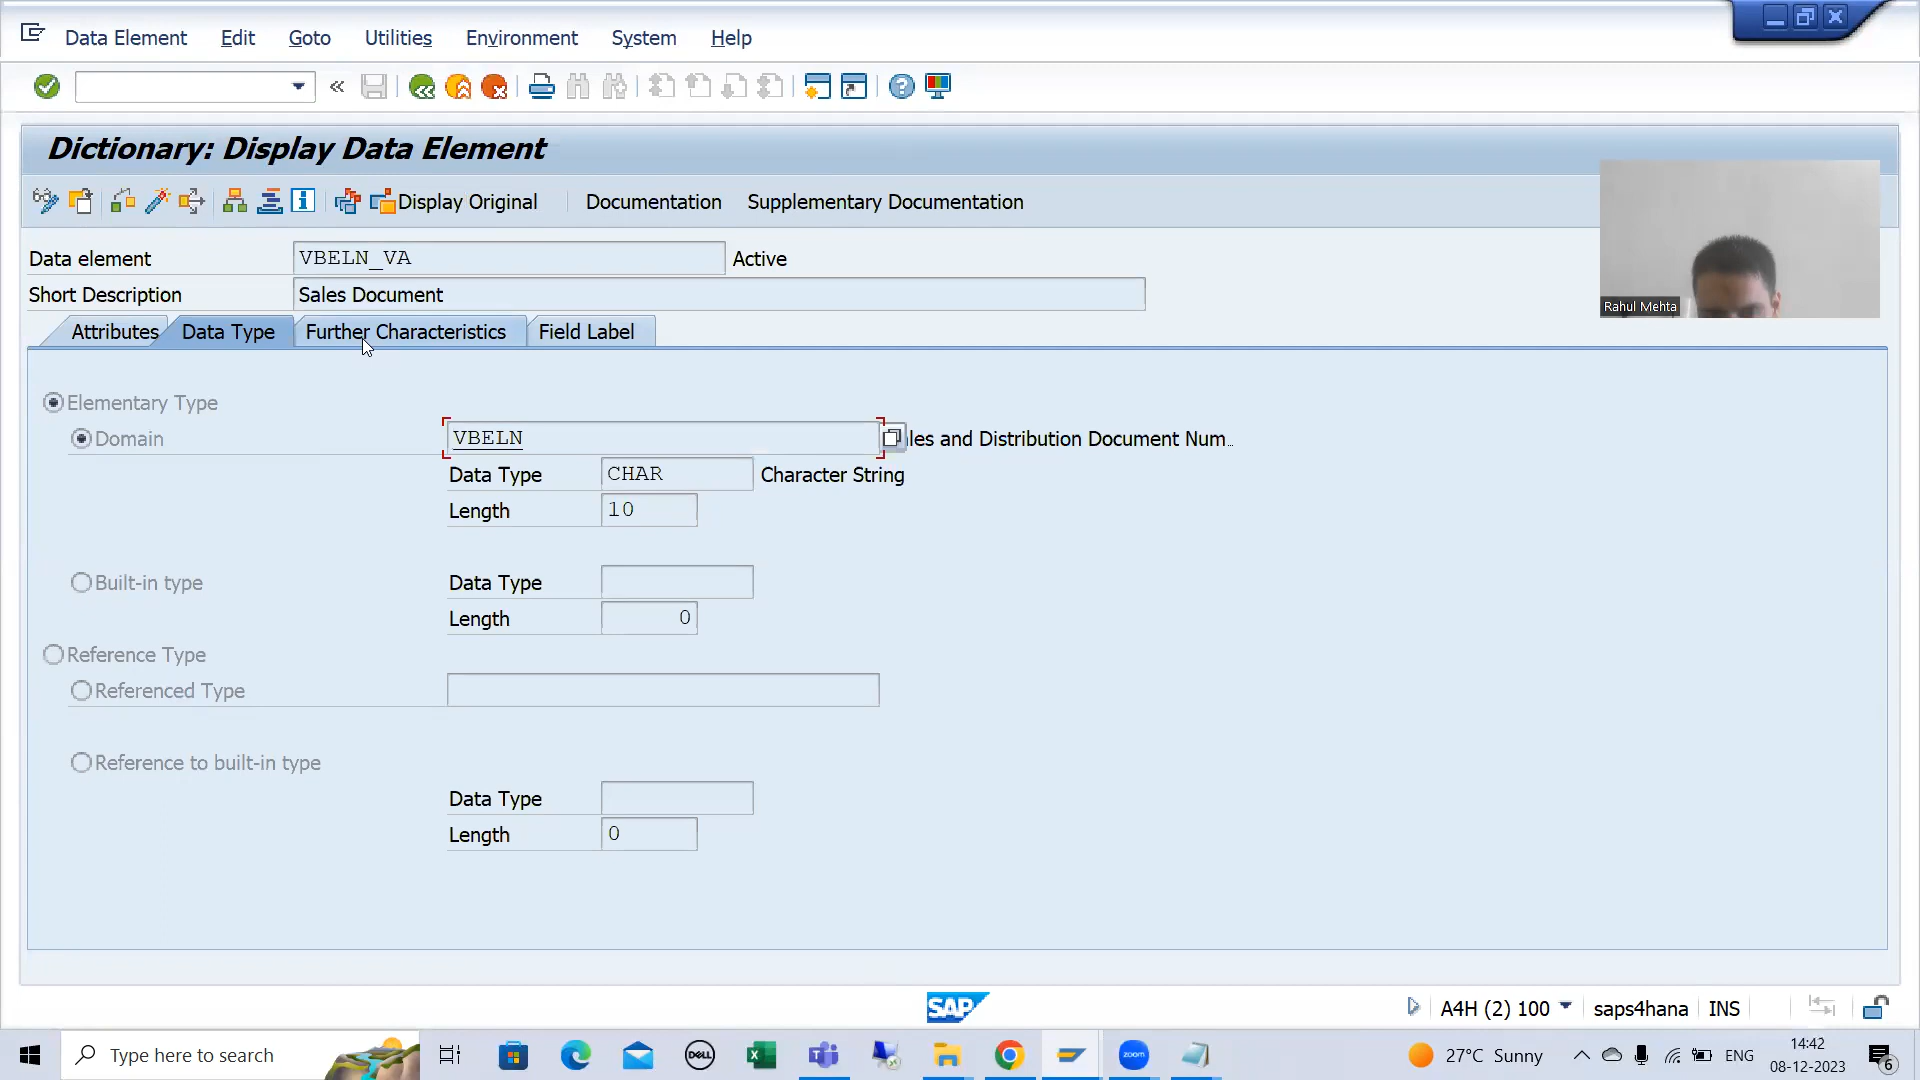 Data Element Edit Goto Utilities Environment System Help
Dictionary: Display Data Element
Display Original Documentation Supplementary Documentation
Data element VBELN_VA Active
Short Description Sales Document
Rahul Mehta
Attributes Data Type Further Characteristics Field Label
Elementary Type
Domain VBELN les and Distribution Document Num..
Data Type CHAR Character String
Length 10
Built-in type Data Type
Length 0
Reference Type
Referenced Type
Reference to built-in type
Data Type
Length 0
SAP A4H (2) 100 saps4hana INS
Type here to search DELL zoom 27°C Sunny ENG 14:42
08-12-2023 6